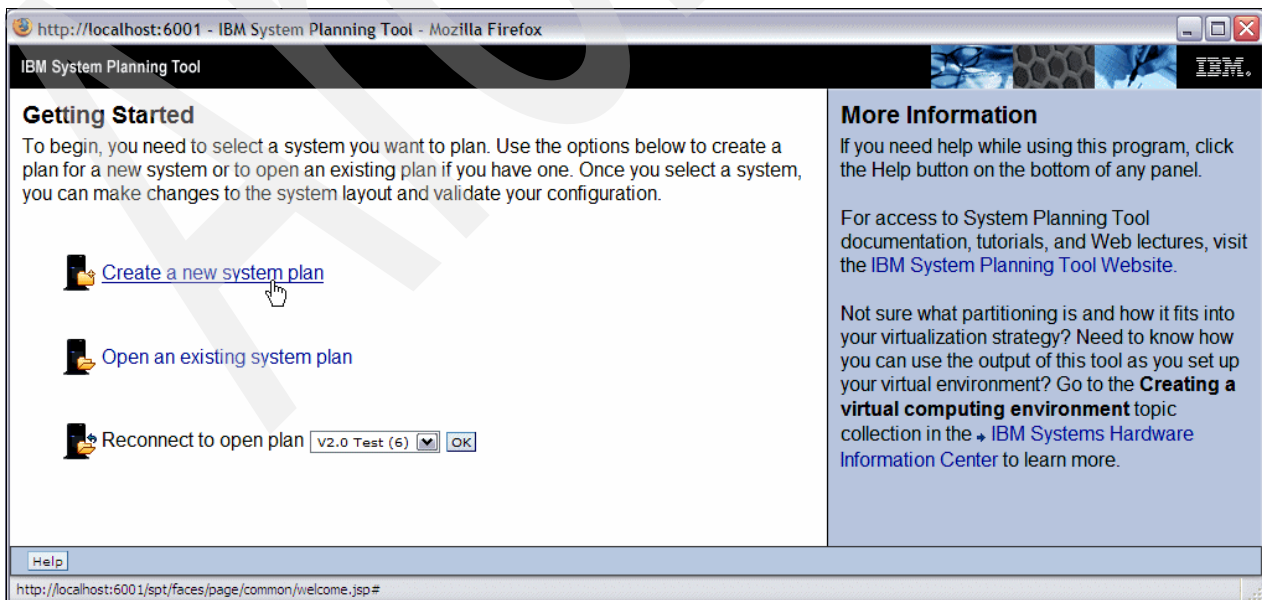 http://localhost:6001 - IBM System Planning Tool - Mozilla Firefox
IBM System Planning Tool
IBM.
Getting Started
To begin, you need to select a system you want to plan. Use the options below to create a
plan for a new system or to open an existing plan if you have one. Once you select a system,
you can make changes to the system layout and validate your configuration.
Create a new system plan
Open an existing system plan
Reconnect to open plan V2.0 Test (6) OK
More Information
If you need help while using this program, click
the Help button on the bottom of any panel.
For access to System Planning Tool
documentation, tutorials, and Web lectures, visit
the IBM System Planning Tool Website.
Not sure what partitioning is and how it fits into
your virtualization strategy? Need to know how
you can use the output of this tool as you set up
your virtual environment? Go to the Creating a
virtual computing environment topic
collection in the IBM Systems Hardware
Information Center to learn more.
Help
http://localhost:6001/spt/faces/page/common/welcome.jsp#